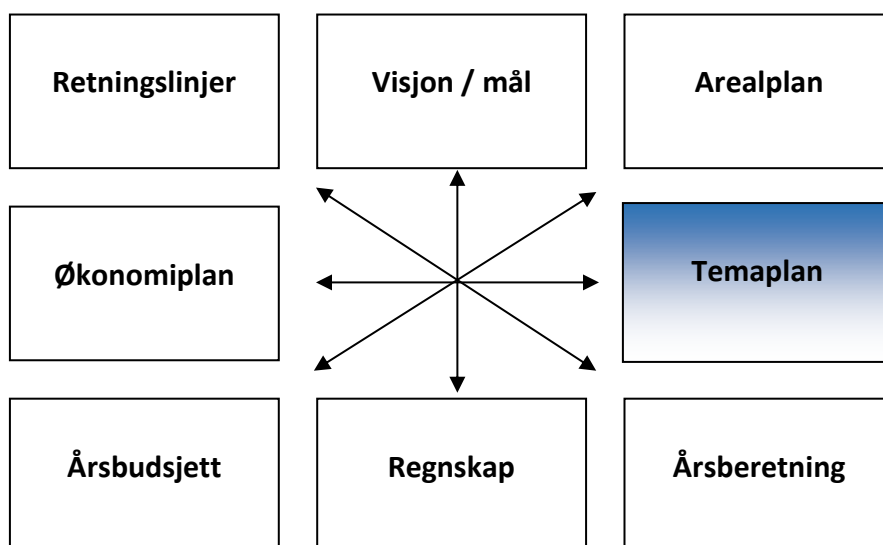 Retningslinjer
Visjon / mål
Arealplan
Økonomiplan
Temaplan
Årsbudsjett
Regnskap
Årsberetning